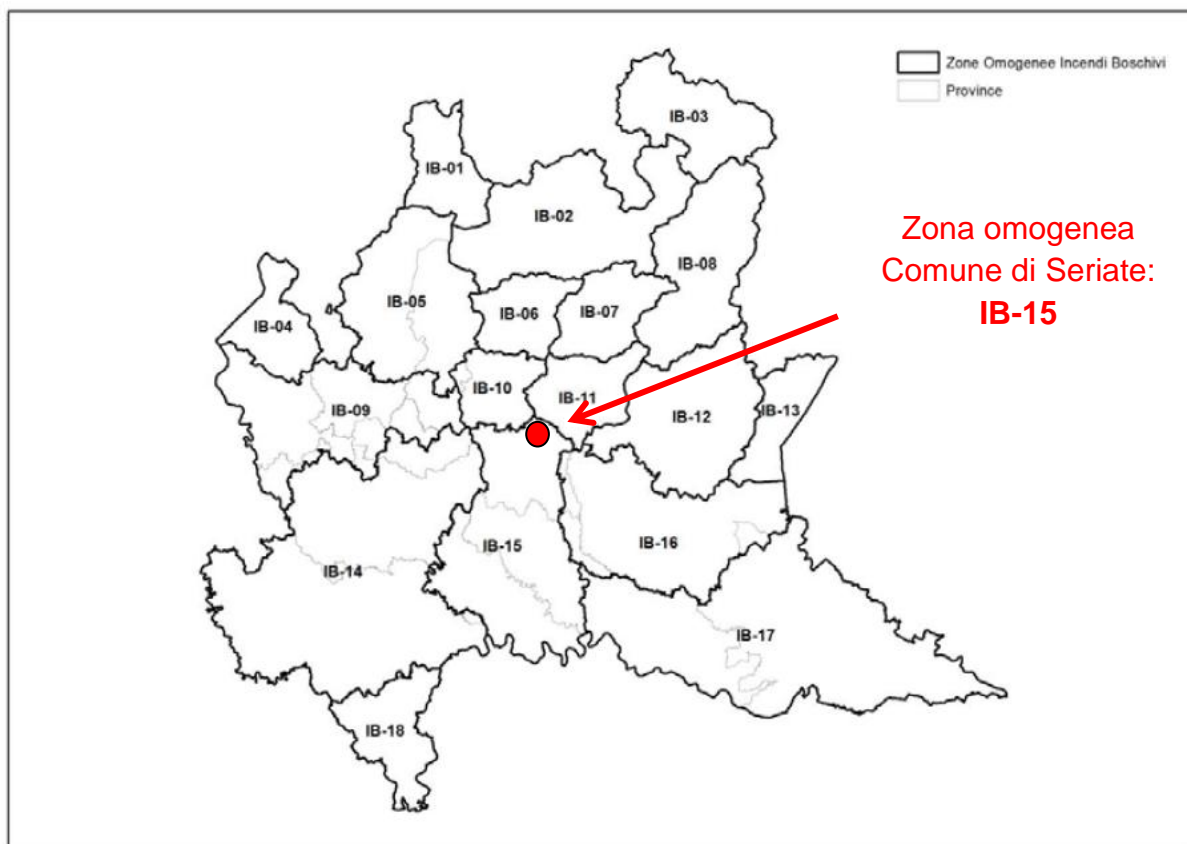 Zone Omogenee Incendi Boschivi
Province
IB-03
IB-01
IB-02
Zona omogenea
Comune di Seriate:
IB-15
IB-08
IB-05
IB-06
IB-07
IB-04
IB-10
IB-11
IB-09
IB-12
IB-13
IB-15
IB-16
IB-14
IB-17
IB-18